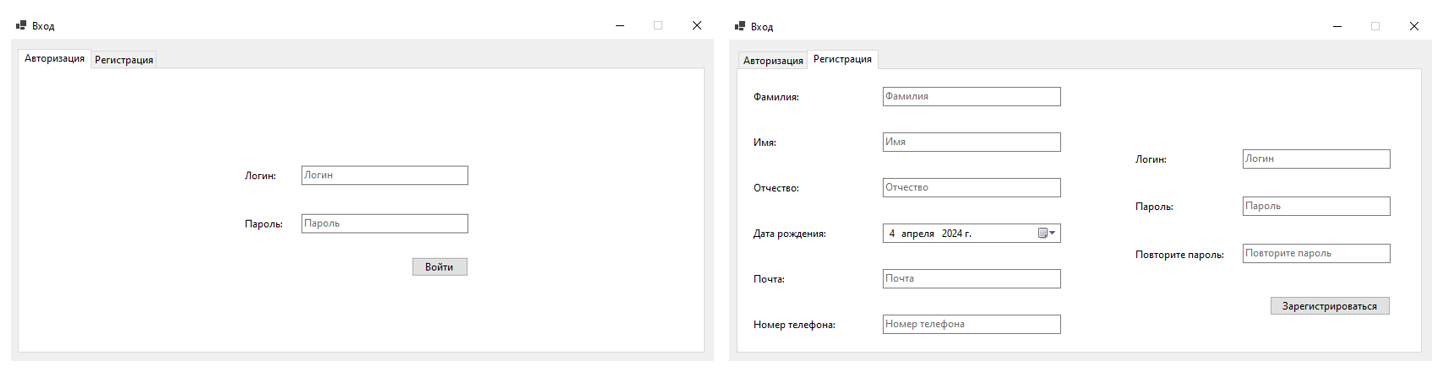 Вход
Авторизация Регистрация
Логин: Логин
Пароль: Пароль
Войти
Вход
Авторизация Регистрация
Фамилия: Фамилия
Имя: Имя
Отчество: Отчество
Дата рождения: 4 апреля 2024 г.
Почта: Почта
Номер телефона: Номер телефона
Логин: Логин
Пароль: Пароль
Повторите пароль: Повторите пароль
Зарегистрироваться